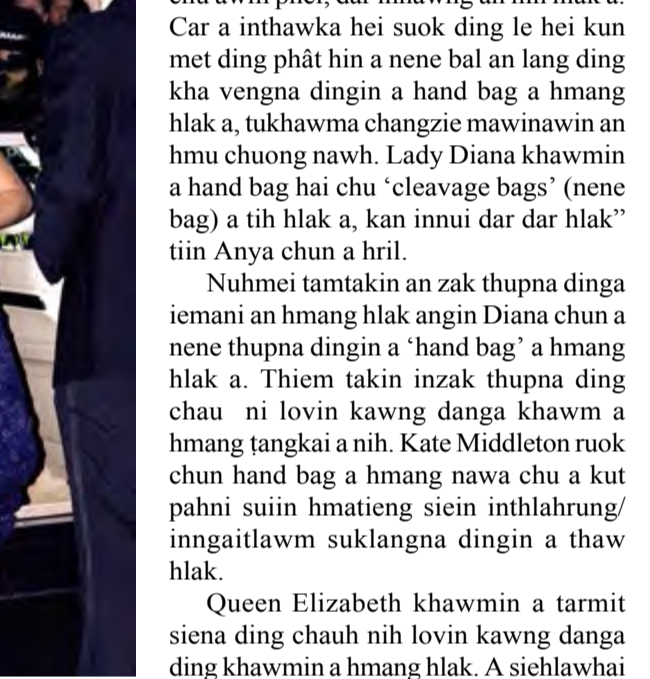 Car a inthawka hei suok ding le hei kun
met ding phât hin a nene bal an lang ding
kha vengna dingin a hand bag a hmang
hlak a, tukhawma changzie mawinawin an
hmu chuong nawh. Lady Diana khawmin
a hand bag hai chu ‘cleavage bags’ (nene
bag) a tih hlak a, kan innui dar dar hlak”
tiin Anya chun a hril.
Nuhmei tamtakin an zak thupna dinga
iemani an hmang hlak angin Diana chun a
nene thupna dingin a ‘hand bag’ a hmang
hlak a. Thiem takin inzak thupna ding
chau ni lovin kawng danga khawm a
hmang ṭangkai a nih. Kate Middleton ruok
chun hand bag a hmang nawa chu a kut
pahni suiin hmatieng siein inthlahrung/
inngaitlawm suklangna dingin a thaw
hlak.
Queen Elizabeth khawmin a tarmit
siena ding chauh nih lovin kawng danga
ding khawmin a hmang hlak. A siehlawhai